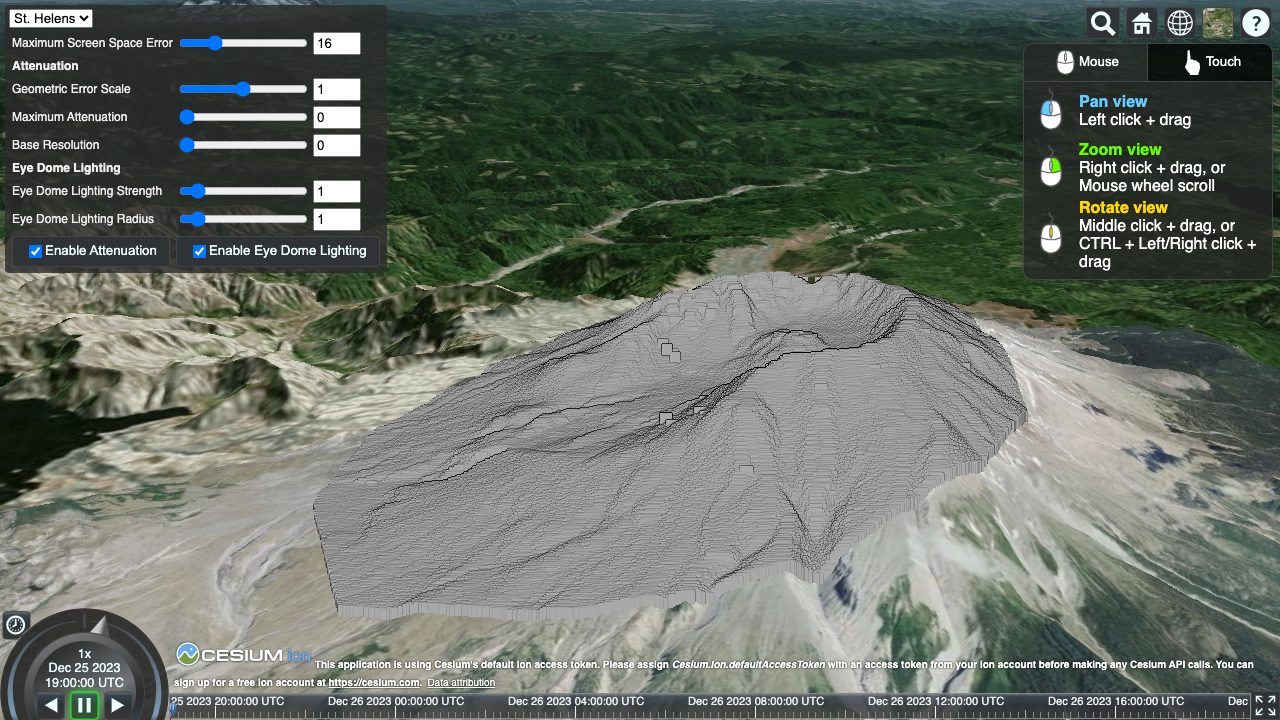 St. Helens
Maximum Screen Space Error 16
Attenuation
Geometric Error Scale 1
Maximum Attenuation 0
Base Resolution 0
Eye Dome Lighting
Eye Dome Lighting Strength 1
Eye Dome Lighting Radius 1
Enable Attenuation Enable Eye Dome Lighting
?
Mouse Touch
Pan view
Left click + drag
Zoom view
Right click + drag, or
Mouse wheel scroll
Rotate view
Middle click + drag, or
CTRL + Left/Right click +
drag
1x
Dec 25 2023
19:00:00 UTC
CESIUM ion This application is using Cesium's default ion access token. Please assign Cesium.Ion.defaultAccessToken with an access token from your ion account before making any Cesium API calls. You can
sign up for a free ion account at https://cesium.com. Data attribution
25 2023 20:00:00 UTC Dec 26 2023 00:00:00 UTC Dec 26 2023 04:00:00 UTC Dec 26 2023 08:00:00 UTC Dec 26 2023 12:00:00 UTC Dec 26 2023 16:00:00 UTC Dec